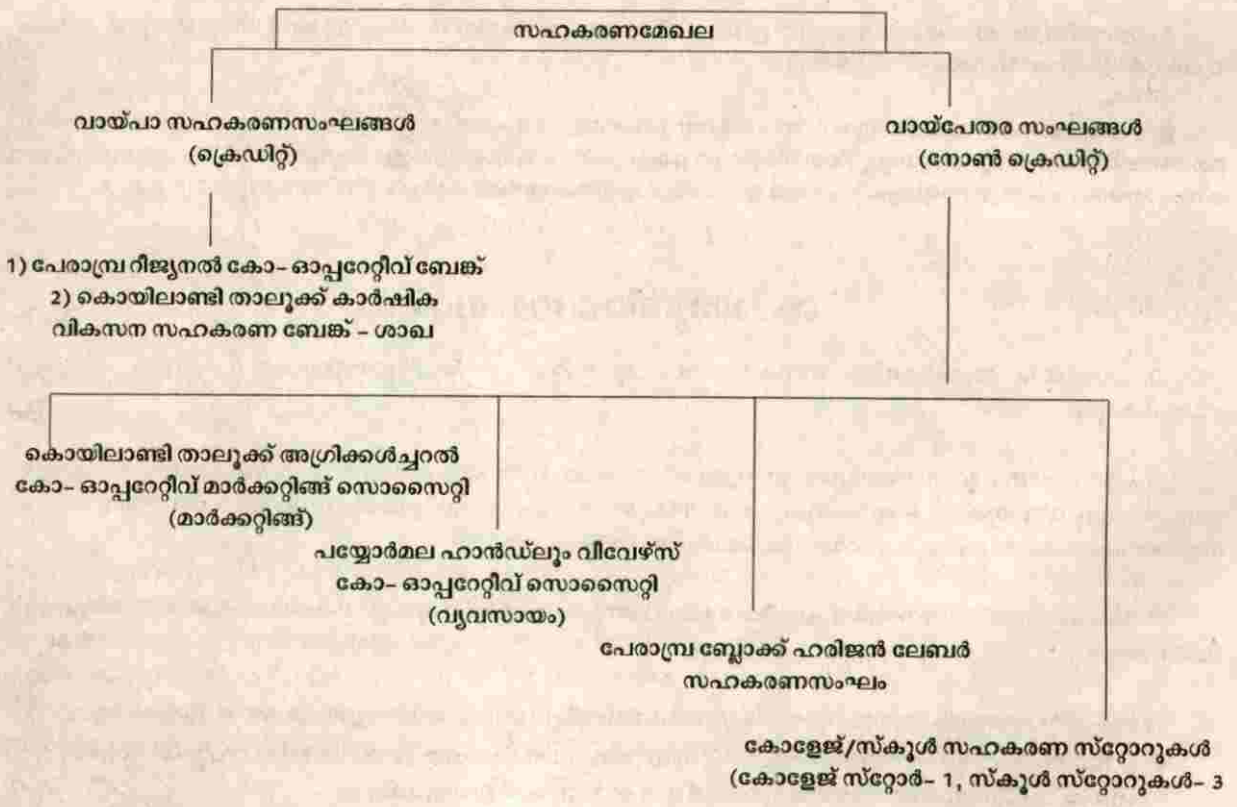 സഹകരണമേഖല
വായ്പാ സഹകരണസംഘങ്ങൾ
(ക്രെഡിറ്റ്)
വായ്പേതര സംഘങ്ങൾ
(നോൺ ക്രെഡിറ്റ്)
1) പേരാമ്പ്ര റീജ്യനൽ കോ- ഓപ്പറേറ്റീവ് ബേങ്ക്
2) കൊയിലാണ്ടി താലൂക്ക് കാർഷിക
വികസന സഹകരണ ബേങ്ക് - ശാഖ
കൊയിലാണ്ടി താലൂക്ക് അഗ്രിക്കൾച്ചറൽ
കോ- ഓപ്പറേറ്റീവ് മാർക്കറ്റിങ്ങ് സൊസൈറ്റി
(മാർക്കറ്റിങ്ങ്)
പയ്യോർമല ഹാൻഡ്‌ലൂം വീവേഴ്സ്
കോ- ഓപ്പറേറ്റീവ് സൊസൈറ്റി
(വ്യവസായം)
പേരാമ്പ്ര ബ്ലോക്ക് ഹരിജൻ ലേബർ
സഹകരണസംഘം
കോളേജ്/സ്കൂൾ സഹകരണ സ്റ്റോറുകൾ
(കോളേജ് സ്റ്റോർ- 1, സ്കൂൾ സ്റ്റോറുകൾ- 3